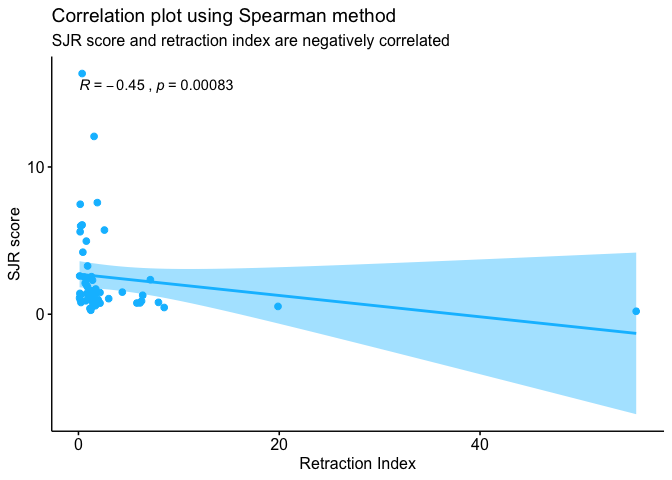 Correlation plot using Spearman method
SJR score and retraction index are negatively correlated
R = −0.45 , p = 0.00083
10
0
SJR score
0 20 40
Retraction Index